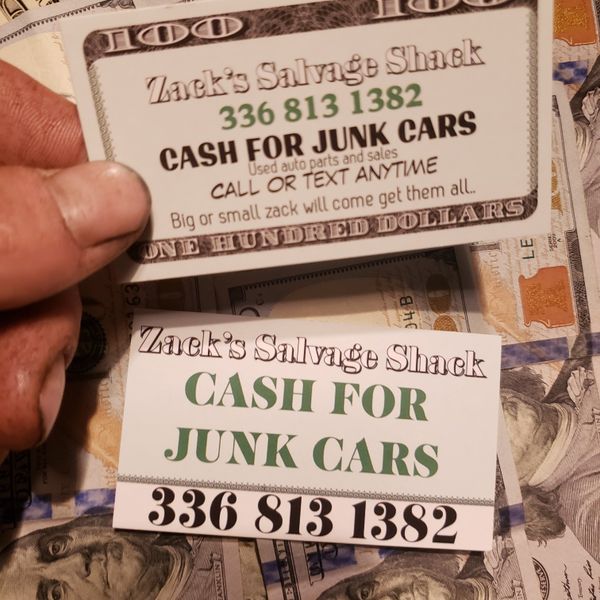 100 100
Zack's Salvage Shack
336 813 1382
CASH FOR JUNK CARS
Used auto parts and sales
CALL OR TEXT ANYTIME
Big or small zack will come get them all..
ONE HUNDRED DOLLARS
Zack's Salvage Shack
CASH FOR
JUNK CARS
336 813 1382